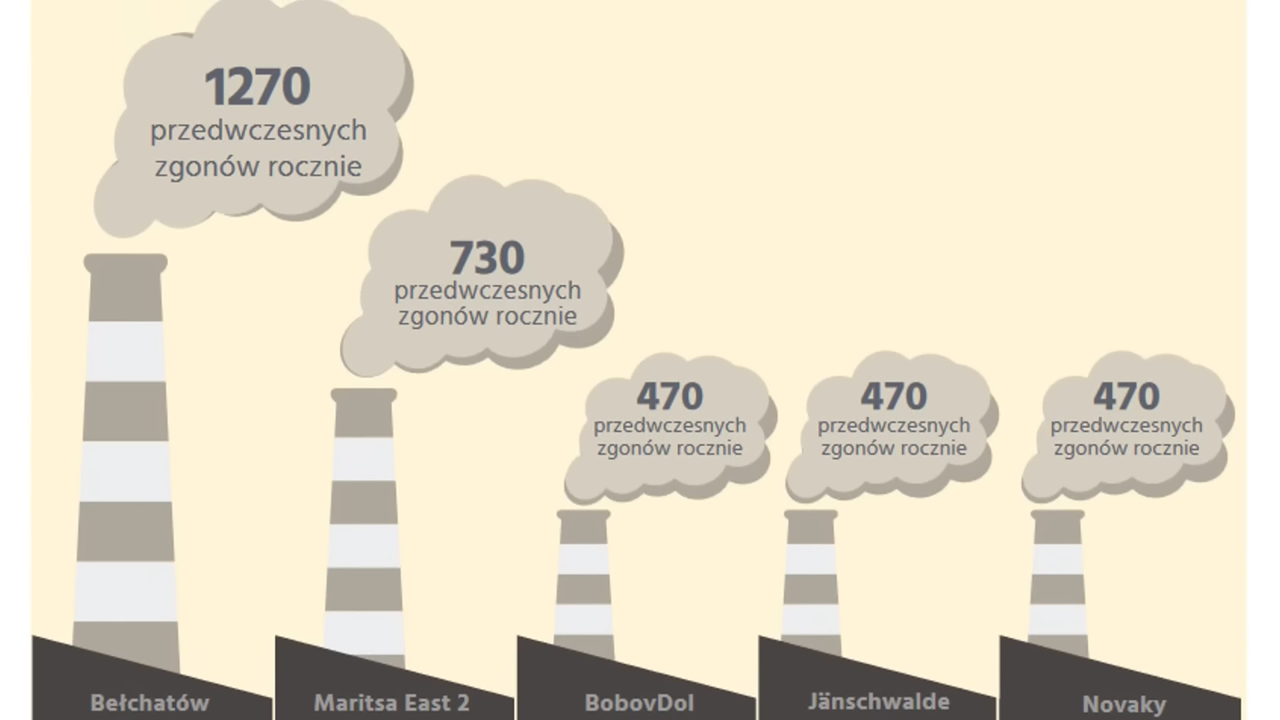 1270
przedwczesnych
zgonów rocznie
730
przedwczesnych
zgonów rocznie
470
przedwczesnych
zgonów rocznie
470
przedwczesnych
zgonów rocznie
470
przedwczesnych
zgonów rocznie
Bełchatów
Maritsa East 2
BobovDol
Jänschwalde
Novaky